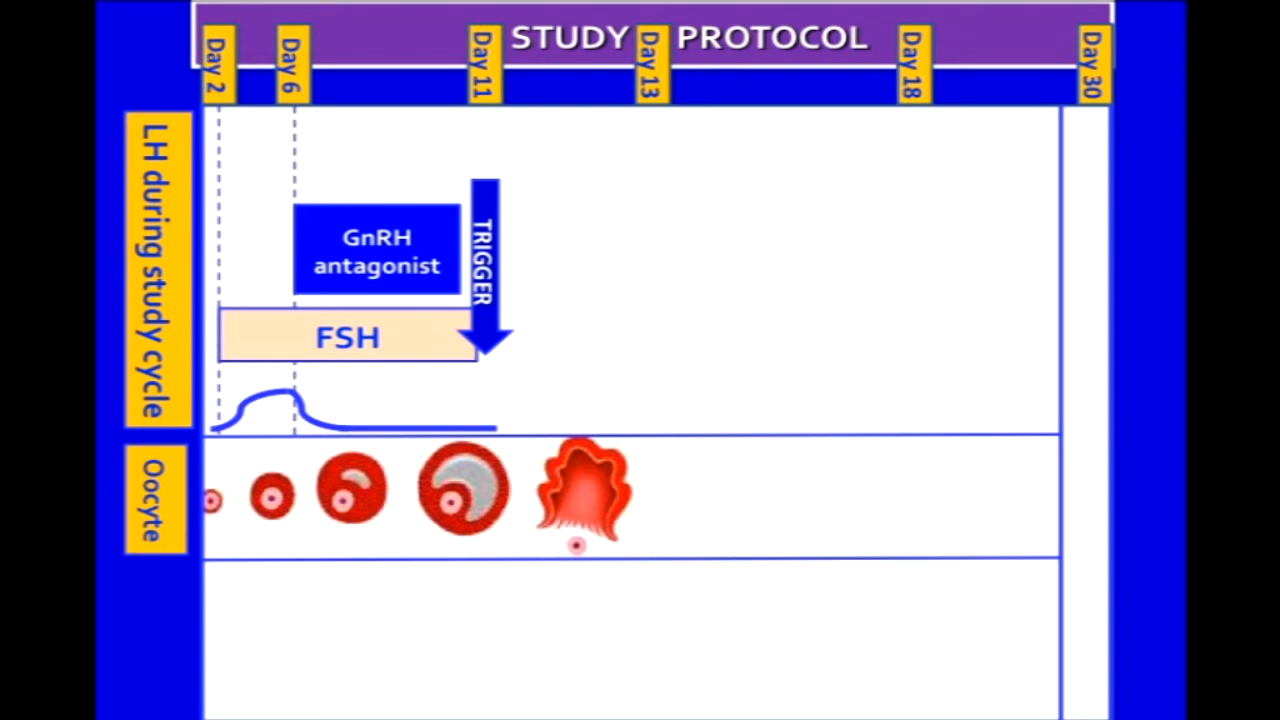 STUDY PROTOCOL
Day 2
Day 6
Day 11
Day 13
Day 18
Day 30
LH during study cycle
GnRH
antagonist
TRIGGER
FSH
Oocyte